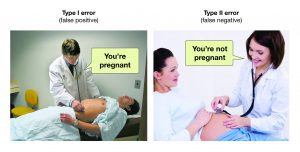 Type I error
(false positive)
You're
pregnant
Type II error
(false negative)
You're not
pregnant